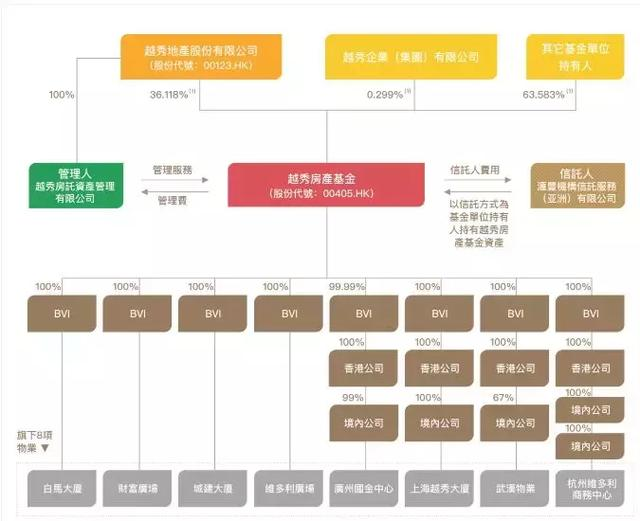 越秀地產股份有限公司
（股份代號：00123.HK）
越秀企業（集團）有限公司
其它基金單位
持有人
100%
36.118%(1)
0.299%(1)
63.583%(1)
管理人
越秀房託資產管理
有限公司
管理服務
管理費
越秀房產基金
（股份代號：00405.HK）
信託人費用
以信託方式為
基金單位持有
人持有越秀房
產基金資產
信託人
滙豐機構信託服務
（亞洲）有限公司
100%
100%
100%
100%
99.99%
100%
100%
100%
BVI
BVI
BVI
BVI
BVI
BVI
BVI
BVI
100%
100%
100%
100%
香港公司
香港公司
香港公司
香港公司
99%
100%
67%
100%
境內公司
境內公司
境內公司
境內公司
100%
境內公司
旗下8項
物業 ▼
白馬大廈
財富廣場
城建大廈
維多利廣場
廣州國金中心
上海越秀大廈
武漢物業
杭州維多利
商務中心